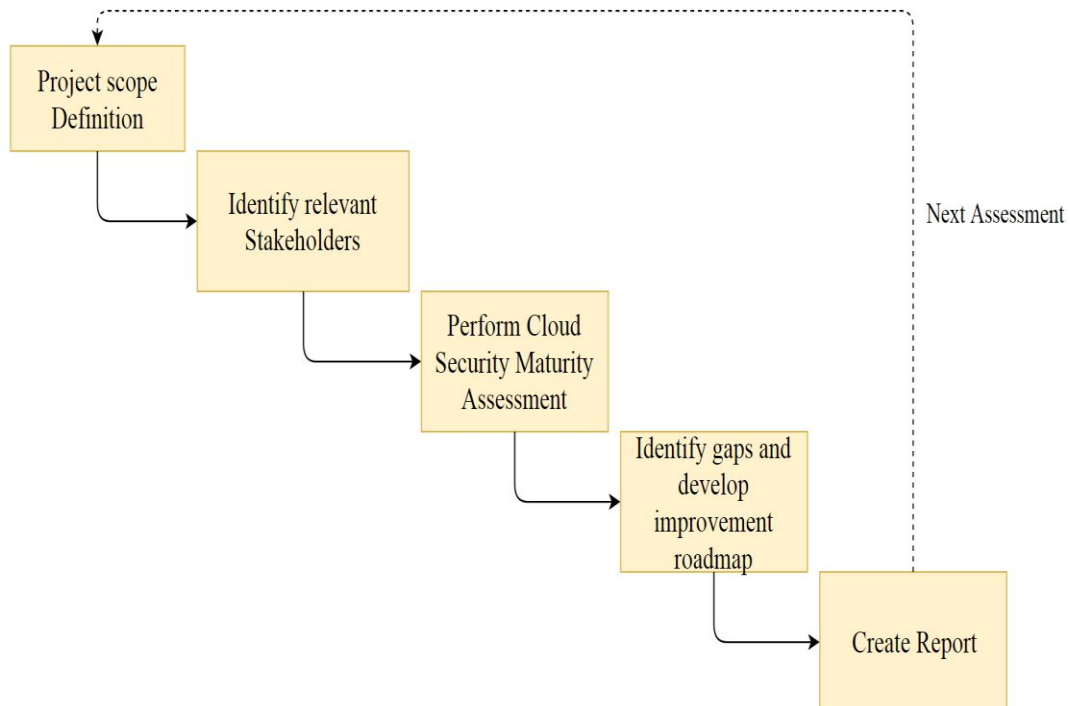 Project scope
Definition
Identify relevant
Stakeholders
Next Assessment
Perform Cloud
Security Maturity
Assessment
Identify gaps and
develop
improvement
roadmap
Create Report